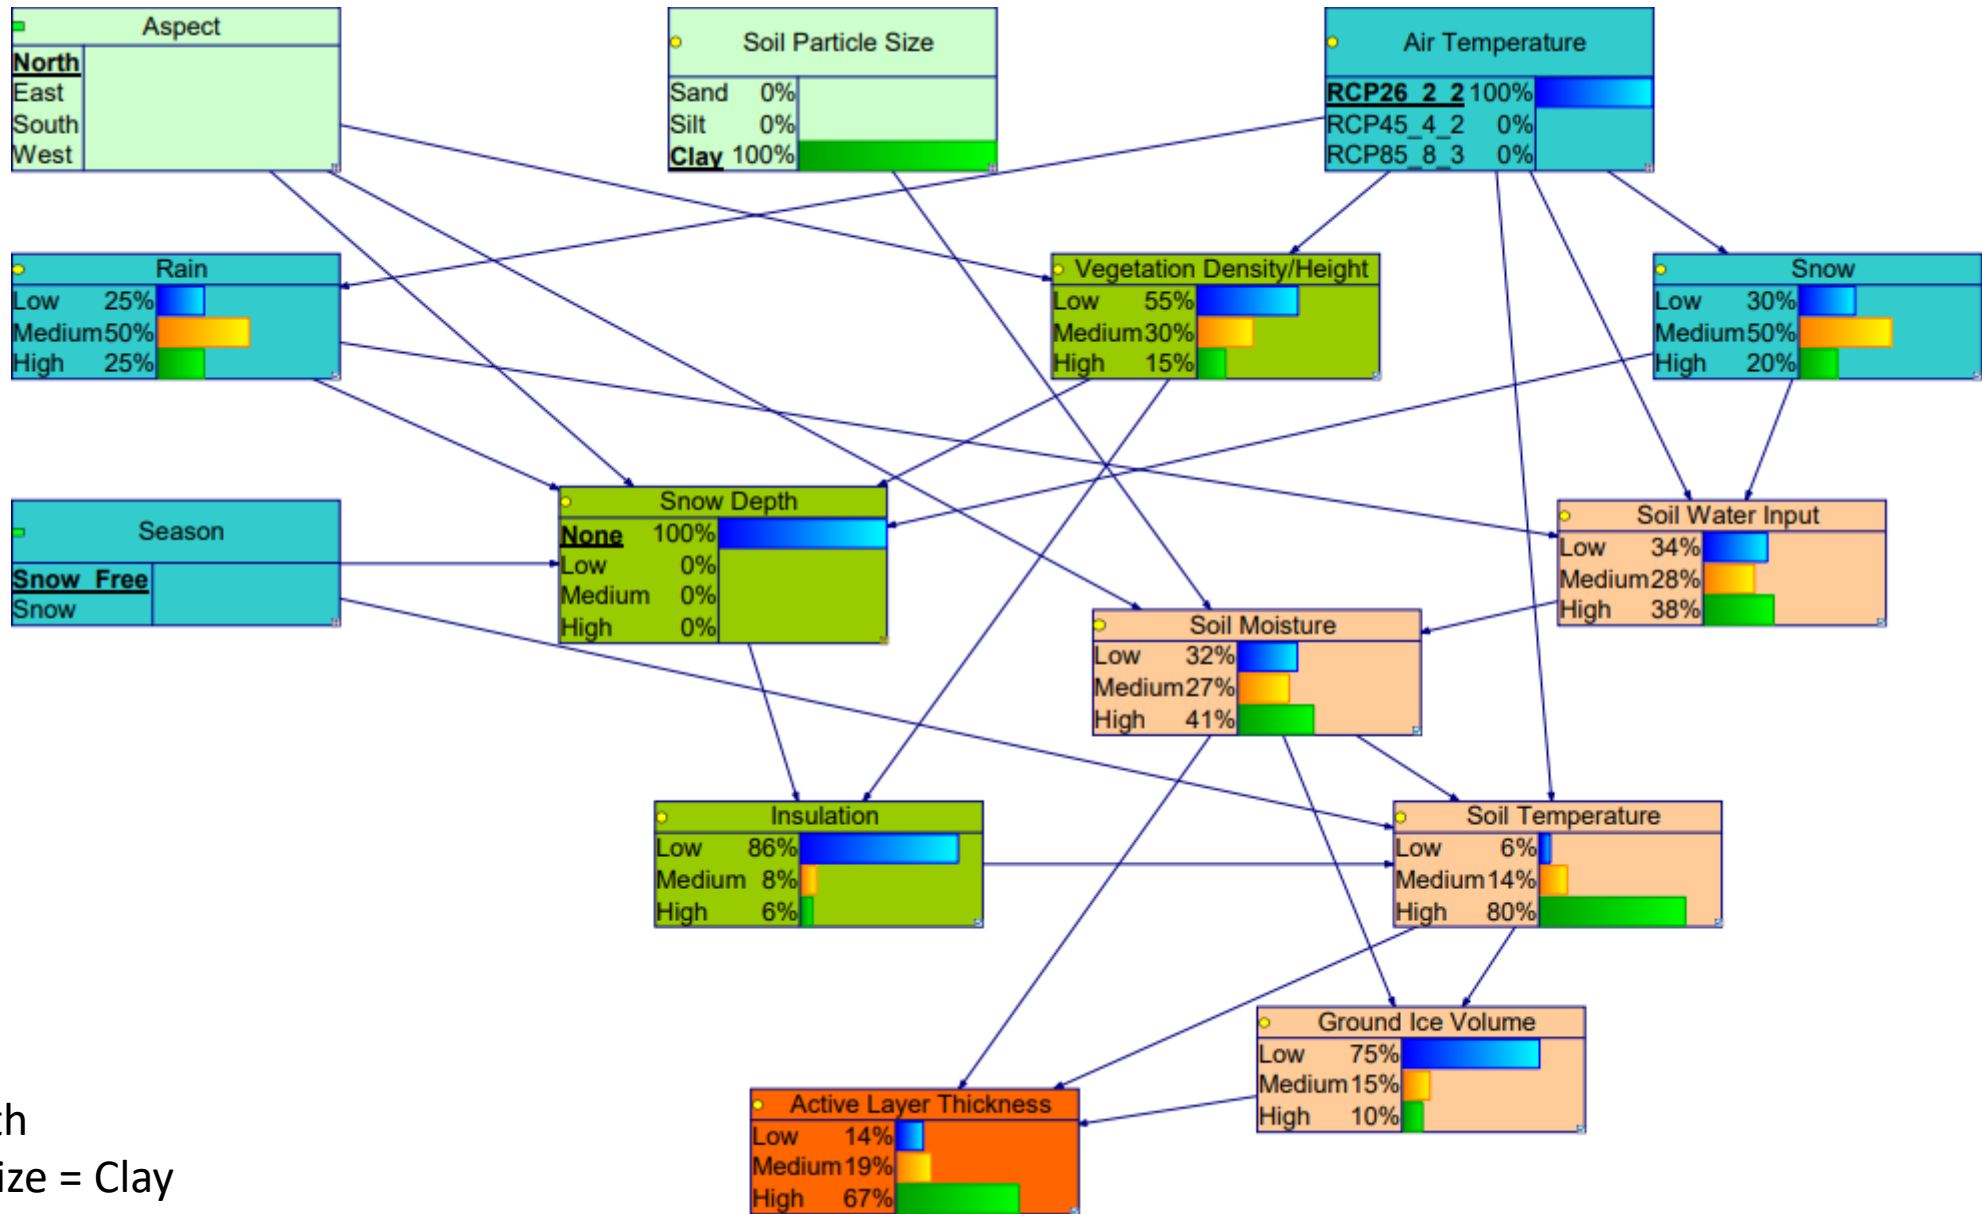 Aspect
North
East
South
West
Soil Particle Size
Sand 0%
Silt 0%
Clay 100%
Air Temperature
RCP26_2_2 100%
RCP45_4_2 0%
RCP85_8_3 0%
Rain
Low 25%
Medium 50%
High 25%
Vegetation Density/Height
Low 55%
Medium 30%
High 15%
Snow
Low 30%
Medium 50%
High 20%
Season
Snow_Free
Snow
Snow Depth
None 100%
Low 0%
Medium 0%
High 0%
Soil Water Input
Low 34%
Medium 28%
High 38%
Soil Moisture
Low 32%
Medium 27%
High 41%
Insulation
Low 86%
Medium 8%
High 6%
Soil Temperature
Low 6%
Medium 14%
High 80%
Ground Ice Volume
Low 75%
Medium 15%
High 10%
Active Layer Thickness
Low 14%
Medium 19%
High 67%
th
ize = Clay